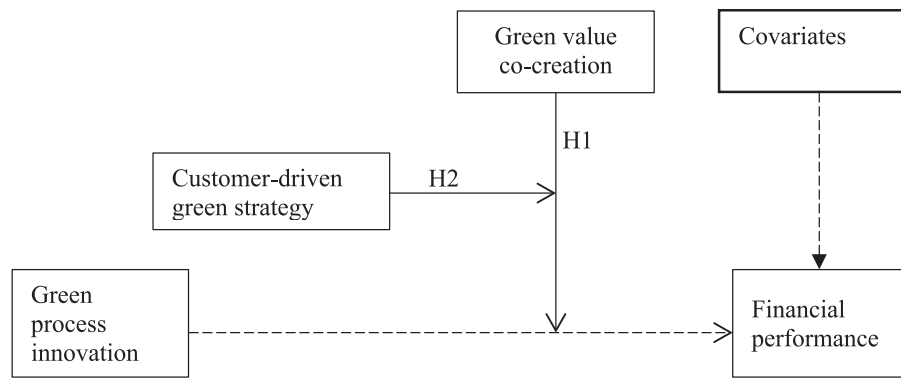 Green value
co-creation
Covariates
H1
Customer-driven
green strategy
H2
Green
process
innovation
Financial
performance